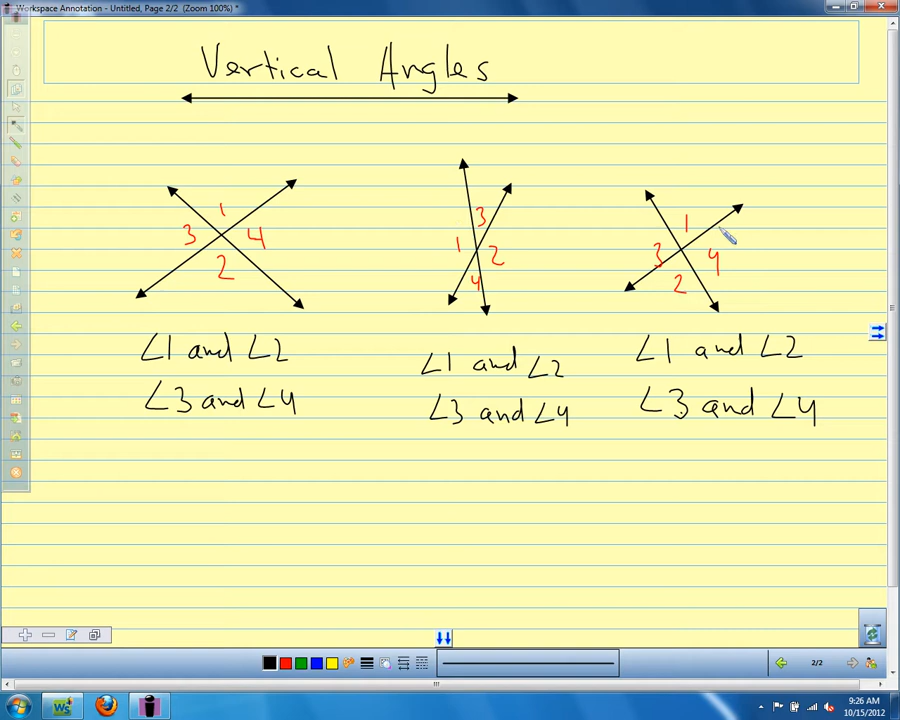 Workspace Annotation - Untitled, Page 2/2 (Zoom 100%) *
Vertical Angles
1
3 4
2
3
1 2
4
1
3 4
2
∠1 and ∠2
∠3 and ∠4
∠1 and ∠2
∠3 and ∠4
∠1 and ∠2
∠3 and ∠4
2/2
9:26 AM
10/15/2012